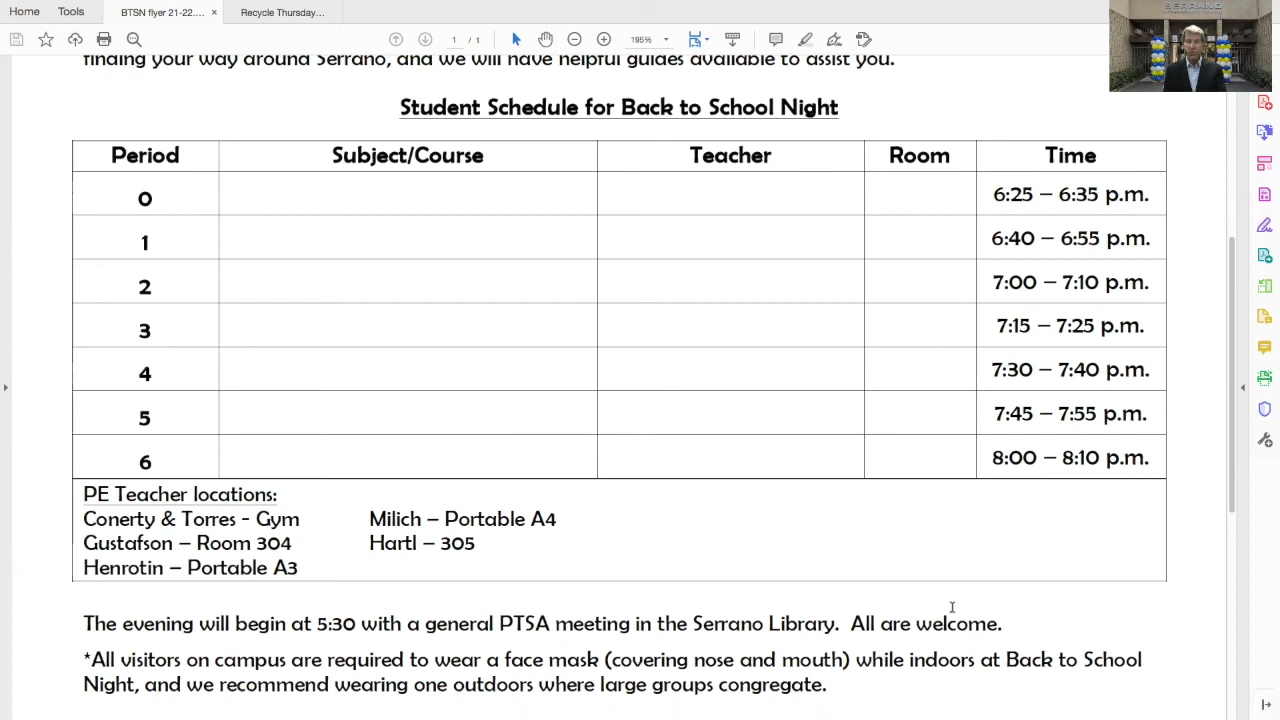 Home
Tools
BTSN flyer 21-22.... ×
Recycle Thursday...
1 / 1
195%
SERRANO
finding your way around Serrano, and we will have helpful guides available to assist you.
Student Schedule for Back to School Night
Period Subject/Course Teacher Room Time
0 6:25 – 6:35 p.m.
1 6:40 – 6:55 p.m.
2 7:00 – 7:10 p.m.
3 7:15 – 7:25 p.m.
4 7:30 – 7:40 p.m.
5 7:45 – 7:55 p.m.
6 8:00 – 8:10 p.m.
PE Teacher locations:
Conerty & Torres - Gym Milich – Portable A4
Gustafson – Room 304 Hartl – 305
Henrotin – Portable A3
The evening will begin at 5:30 with a general PTSA meeting in the Serrano Library.  All are welcome.
*All visitors on campus are required to wear a face mask (covering nose and mouth) while indoors at Back to School
Night, and we recommend wearing one outdoors where large groups congregate.